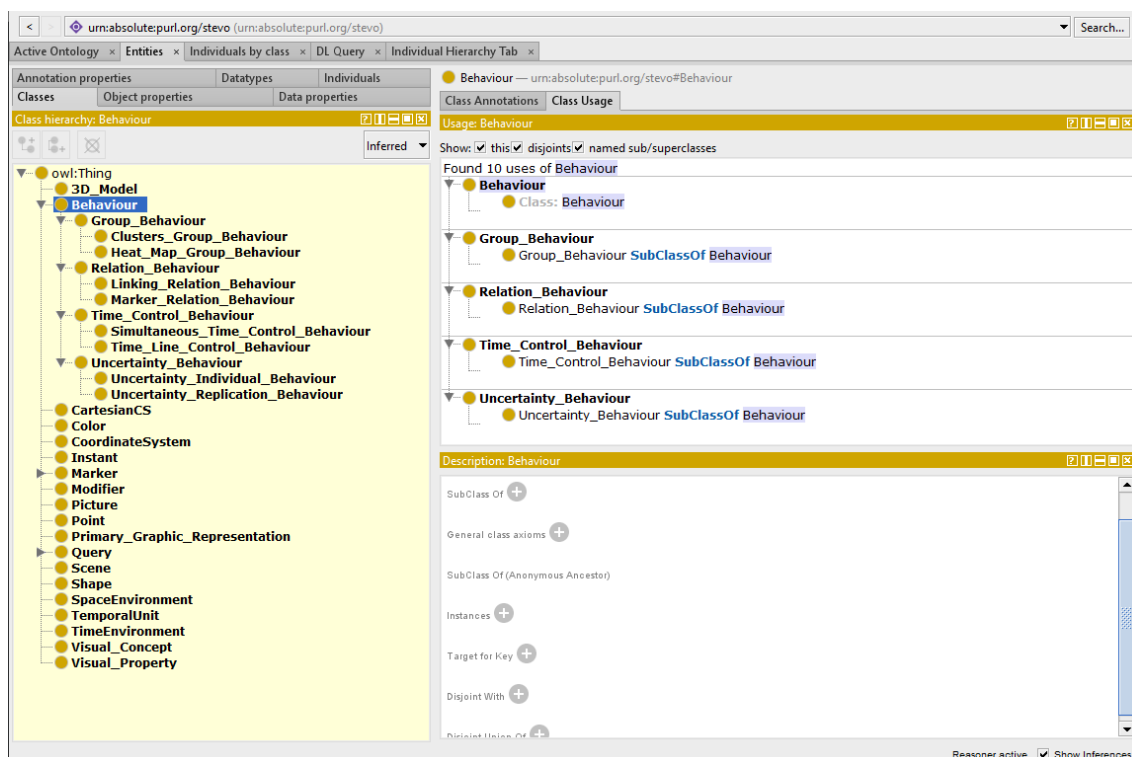 < > urn:absolute:purl.org/stevo (urn:absolute:purl.org/stevo) Search...
Active Ontology × Entities × Individuals by class × DL Query × Individual Hierarchy Tab ×
Annotation properties Datatypes Individuals
Classes Object properties Data properties
Class hierarchy: Behaviour
Inferred
owl:Thing
3D_Model
Behaviour
Group_Behaviour
Clusters_Group_Behaviour
Heat_Map_Group_Behaviour
Relation_Behaviour
Linking_Relation_Behaviour
Marker_Relation_Behaviour
Time_Control_Behaviour
Simultaneous_Time_Control_Behaviour
Time_Line_Control_Behaviour
Uncertainty_Behaviour
Uncertainty_Individual_Behaviour
Uncertainty_Replication_Behaviour
CartesianCS
Color
CoordinateSystem
Instant
Marker
Modifier
Picture
Point
Primary_Graphic_Representation
Query
Scene
Shape
SpaceEnvironment
TemporalUnit
TimeEnvironment
Visual_Concept
Visual_Property
Behaviour — urn:absolute:purl.org/stevo#Behaviour
Class Annotations Class Usage
Usage: Behaviour
Show: this disjoints named sub/superclasses
Found 10 uses of Behaviour
Behaviour
Class: Behaviour
Group_Behaviour
Group_Behaviour SubClassOf Behaviour
Relation_Behaviour
Relation_Behaviour SubClassOf Behaviour
Time_Control_Behaviour
Time_Control_Behaviour SubClassOf Behaviour
Uncertainty_Behaviour
Uncertainty_Behaviour SubClassOf Behaviour
Description: Behaviour
SubClass Of
General class axioms
SubClass Of (Anonymous Ancestor)
Instances
Target for Key
Disjoint With
Disjoint Union Of
Reasoner active Show Inferences